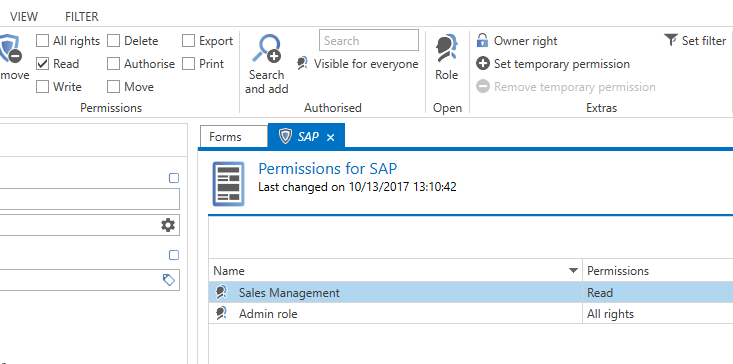 VIEW FILTER
All rights Delete Export Search Owner right Set filter
Read Authorise Print Search and add Visible for everyone Role Set temporary permission
Write Move Remove temporary permission
Permissions Authorised Open Extras
Forms SAP
Permissions for SAP
Last changed on 10/13/2017 13:10:42
Name Permissions
Sales Management Read
Admin role All rights